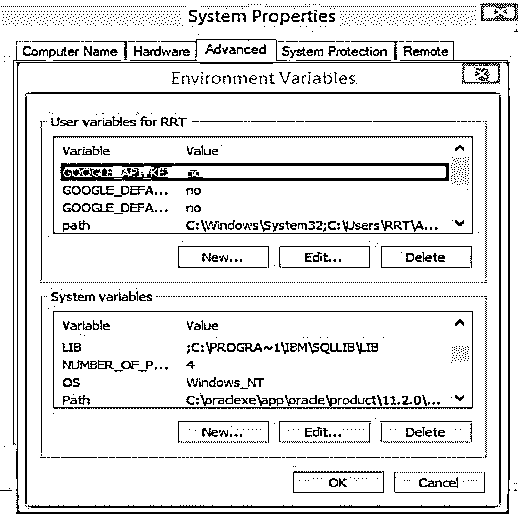 System Properties
Computer Name Hardware Advanced System Protection Remote
Environment Variables
User variables for RRT
Variable Value
GOOGLE_API_KE... no
GOOGLE_DEFA... no
GOOGLE_DEFA... no
path C:\Windows\System32;C:\Users\RRT\A...
New... Edit... Delete
System variables
Variable Value
LIB ;C:\PROGRA~1\IBM\SQLLIB\LIB
NUMBER_OF_P... 4
OS Windows_NT
Path C:\oraclexe\app\oracle\product\11.2.0\...
New... Edit... Delete
OK Cancel